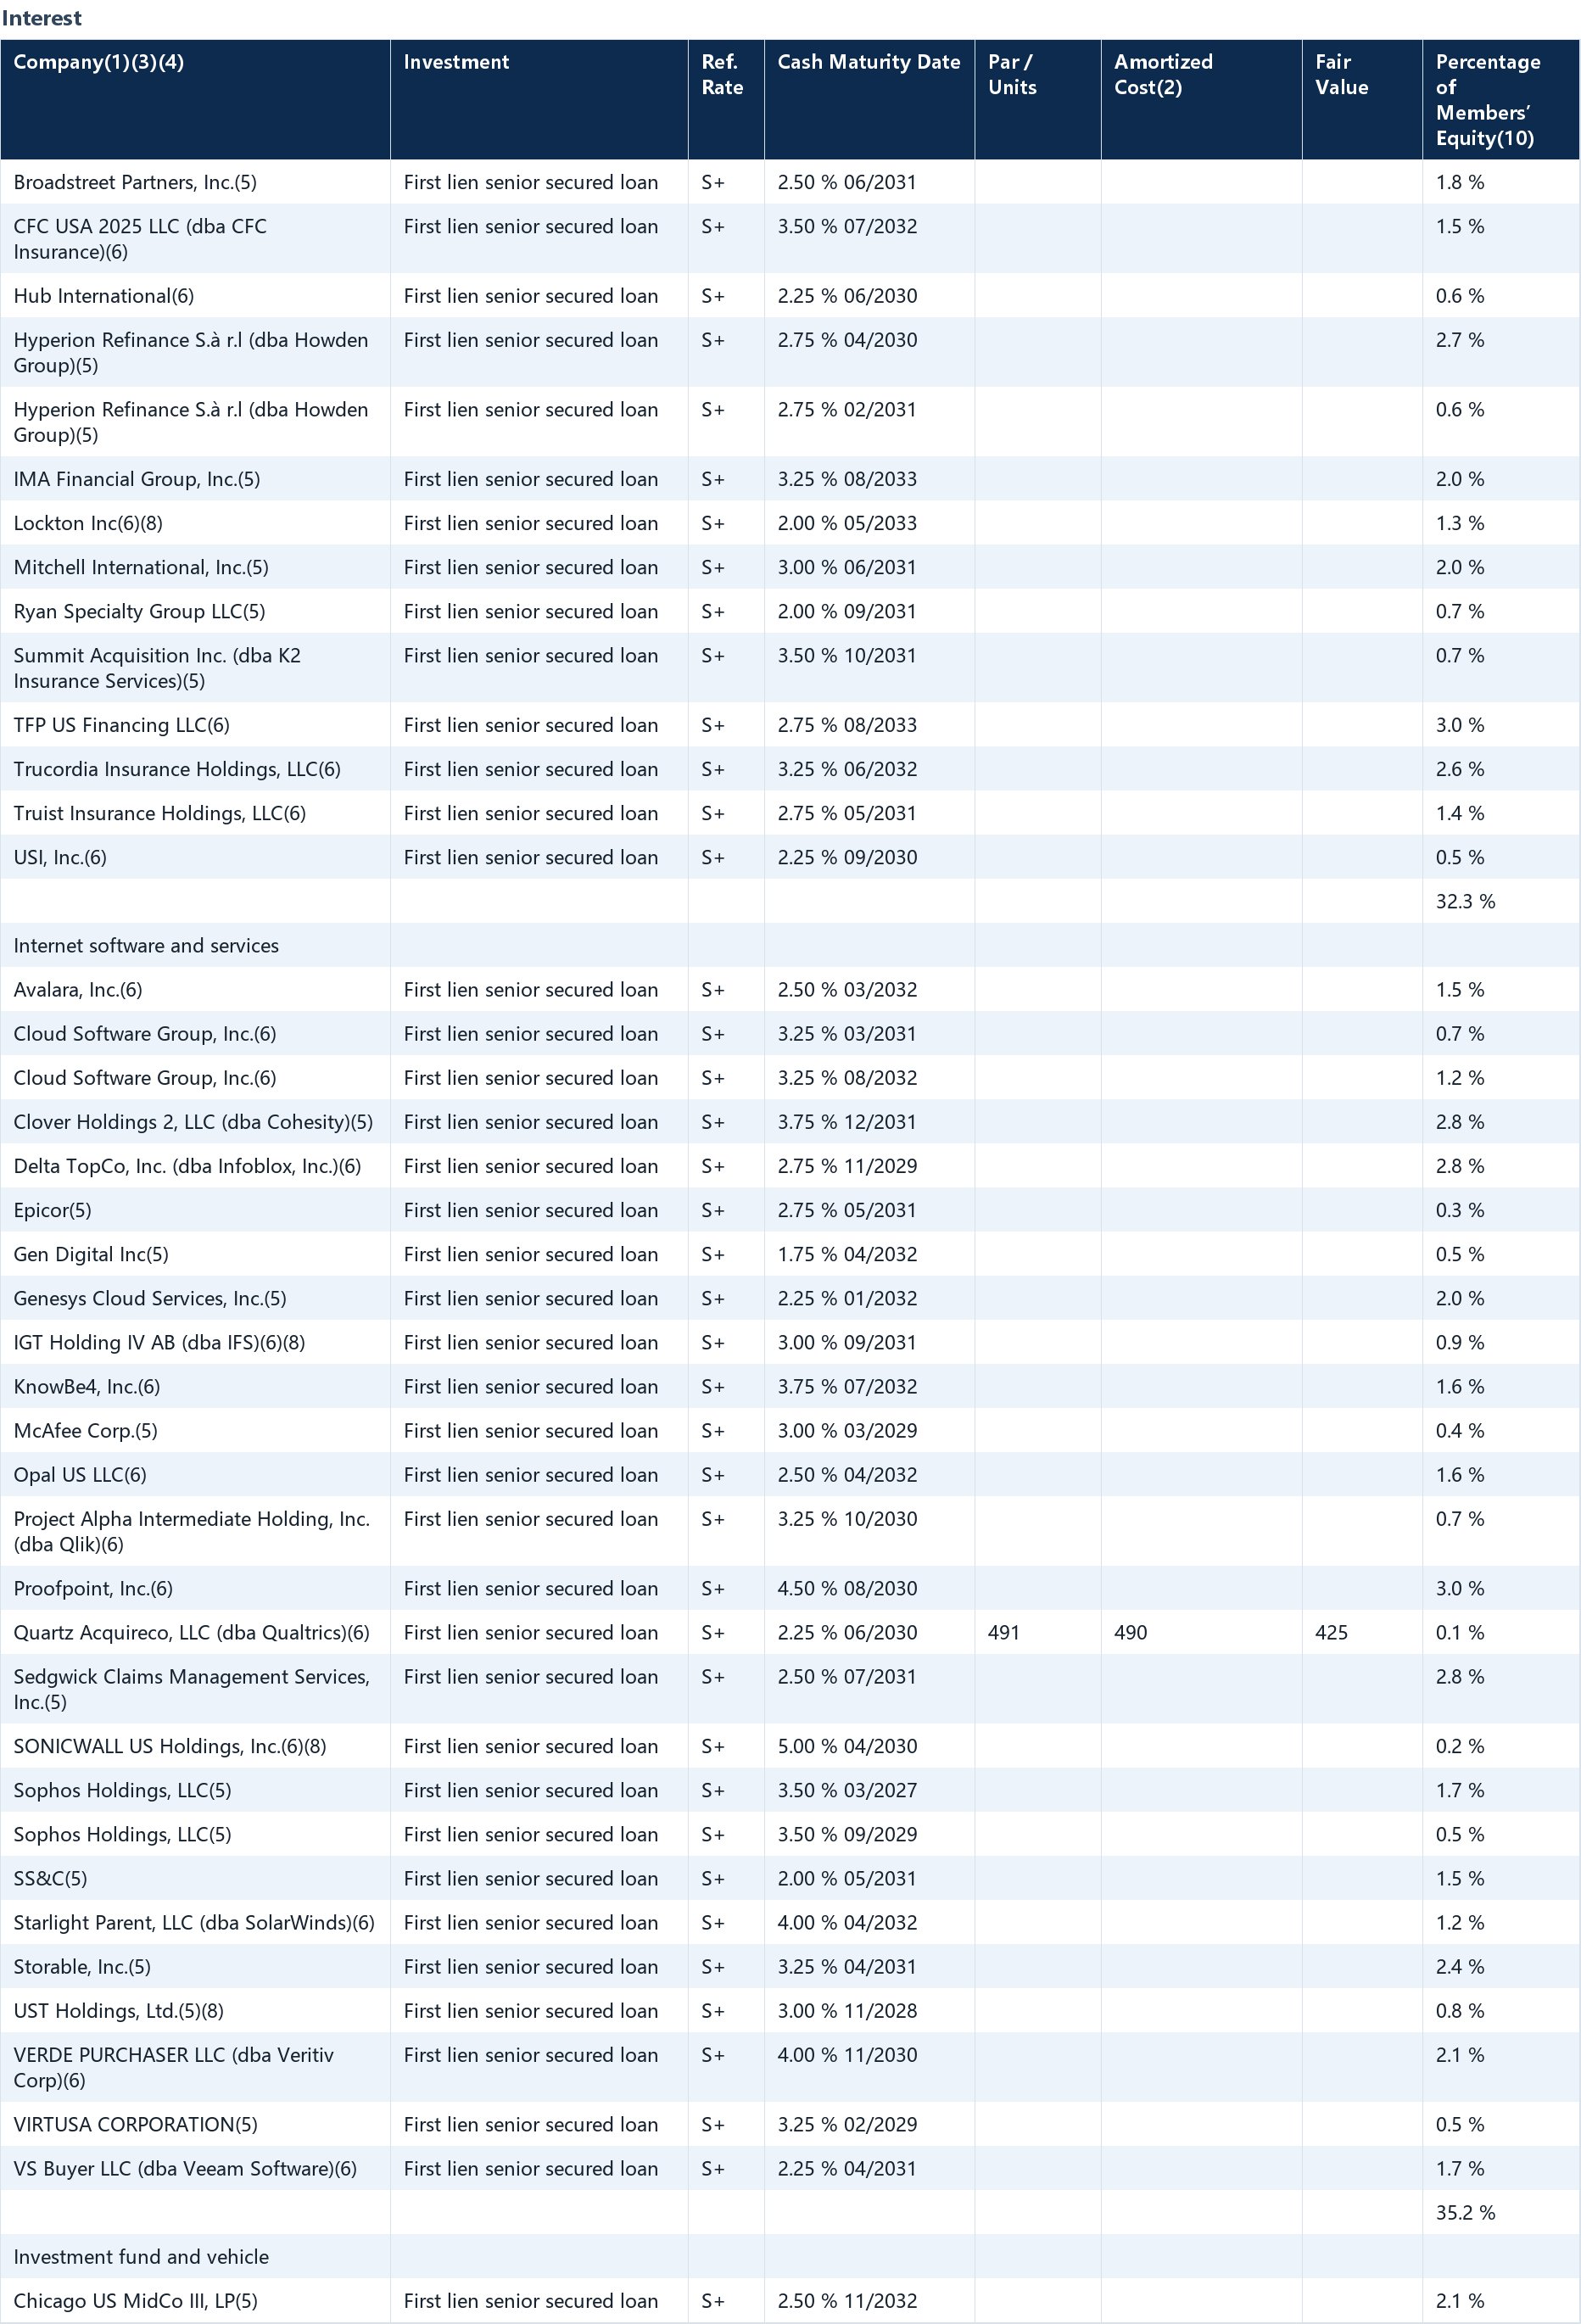 Interest
Company(1)(3)(4) Investment Ref. Rate Cash Maturity Date Par / Units Amortized Cost(2) Fair Value Percentage of Members’ Equity(10)
Broadstreet Partners, Inc.(5) First lien senior secured loan S+ 2.50 % 06/2031 1.8 %
CFC USA 2025 LLC (dba CFC Insurance)(6) First lien senior secured loan S+ 3.50 % 07/2032 1.5 %
Hub International(6) First lien senior secured loan S+ 2.25 % 06/2030 0.6 %
Hyperion Refinance S.à r.l (dba Howden Group)(5) First lien senior secured loan S+ 2.75 % 04/2030 2.7 %
Hyperion Refinance S.à r.l (dba Howden Group)(5) First lien senior secured loan S+ 2.75 % 02/2031 0.6 %
IMA Financial Group, Inc.(5) First lien senior secured loan S+ 3.25 % 08/2033 2.0 %
Lockton Inc(6)(8) First lien senior secured loan S+ 2.00 % 05/2033 1.3 %
Mitchell International, Inc.(5) First lien senior secured loan S+ 3.00 % 06/2031 2.0 %
Ryan Specialty Group LLC(5) First lien senior secured loan S+ 2.00 % 09/2031 0.7 %
Summit Acquisition Inc. (dba K2 Insurance Services)(5) First lien senior secured loan S+ 3.50 % 10/2031 0.7 %
TFP US Financing LLC(6) First lien senior secured loan S+ 2.75 % 08/2033 3.0 %
Trucordia Insurance Holdings, LLC(6) First lien senior secured loan S+ 3.25 % 06/2032 2.6 %
Truist Insurance Holdings, LLC(6) First lien senior secured loan S+ 2.75 % 05/2031 1.4 %
USI, Inc.(6) First lien senior secured loan S+ 2.25 % 09/2030 0.5 %
32.3 %
Internet software and services
Avalara, Inc.(6) First lien senior secured loan S+ 2.50 % 03/2032 1.5 %
Cloud Software Group, Inc.(6) First lien senior secured loan S+ 3.25 % 03/2031 0.7 %
Cloud Software Group, Inc.(6) First lien senior secured loan S+ 3.25 % 08/2032 1.2 %
Clover Holdings 2, LLC (dba Cohesity)(5) First lien senior secured loan S+ 3.75 % 12/2031 2.8 %
Delta TopCo, Inc. (dba Infoblox, Inc.)(6) First lien senior secured loan S+ 2.75 % 11/2029 2.8 %
Epicor(5) First lien senior secured loan S+ 2.75 % 05/2031 0.3 %
Gen Digital Inc(5) First lien senior secured loan S+ 1.75 % 04/2032 0.5 %
Genesys Cloud Services, Inc.(5) First lien senior secured loan S+ 2.25 % 01/2032 2.0 %
IGT Holding IV AB (dba IFS)(6)(8) First lien senior secured loan S+ 3.00 % 09/2031 0.9 %
KnowBe4, Inc.(6) First lien senior secured loan S+ 3.75 % 07/2032 1.6 %
McAfee Corp.(5) First lien senior secured loan S+ 3.00 % 03/2029 0.4 %
Opal US LLC(6) First lien senior secured loan S+ 2.50 % 04/2032 1.6 %
Project Alpha Intermediate Holding, Inc. (dba Qlik)(6) First lien senior secured loan S+ 3.25 % 10/2030 0.7 %
Proofpoint, Inc.(6) First lien senior secured loan S+ 4.50 % 08/2030 3.0 %
Quartz Acquireco, LLC (dba Qualtrics)(6) First lien senior secured loan S+ 2.25 % 06/2030 491 490 425 0.1 %
Sedgwick Claims Management Services, Inc.(5) First lien senior secured loan S+ 2.50 % 07/2031 2.8 %
SONICWALL US Holdings, Inc.(6)(8) First lien senior secured loan S+ 5.00 % 04/2030 0.2 %
Sophos Holdings, LLC(5) First lien senior secured loan S+ 3.50 % 03/2027 1.7 %
Sophos Holdings, LLC(5) First lien senior secured loan S+ 3.50 % 09/2029 0.5 %
SS&C(5) First lien senior secured loan S+ 2.00 % 05/2031 1.5 %
Starlight Parent, LLC (dba SolarWinds)(6) First lien senior secured loan S+ 4.00 % 04/2032 1.2 %
Storable, Inc.(5) First lien senior secured loan S+ 3.25 % 04/2031 2.4 %
UST Holdings, Ltd.(5)(8) First lien senior secured loan S+ 3.00 % 11/2028 0.8 %
VERDE PURCHASER LLC (dba Veritiv Corp)(6) First lien senior secured loan S+ 4.00 % 11/2030 2.1 %
VIRTUSA CORPORATION(5) First lien senior secured loan S+ 3.25 % 02/2029 0.5 %
VS Buyer LLC (dba Veeam Software)(6) First lien senior secured loan S+ 2.25 % 04/2031 1.7 %
35.2 %
Investment fund and vehicle
Chicago US MidCo III, LP(5) First lien senior secured loan S+ 2.50 % 11/2032 2.1 %